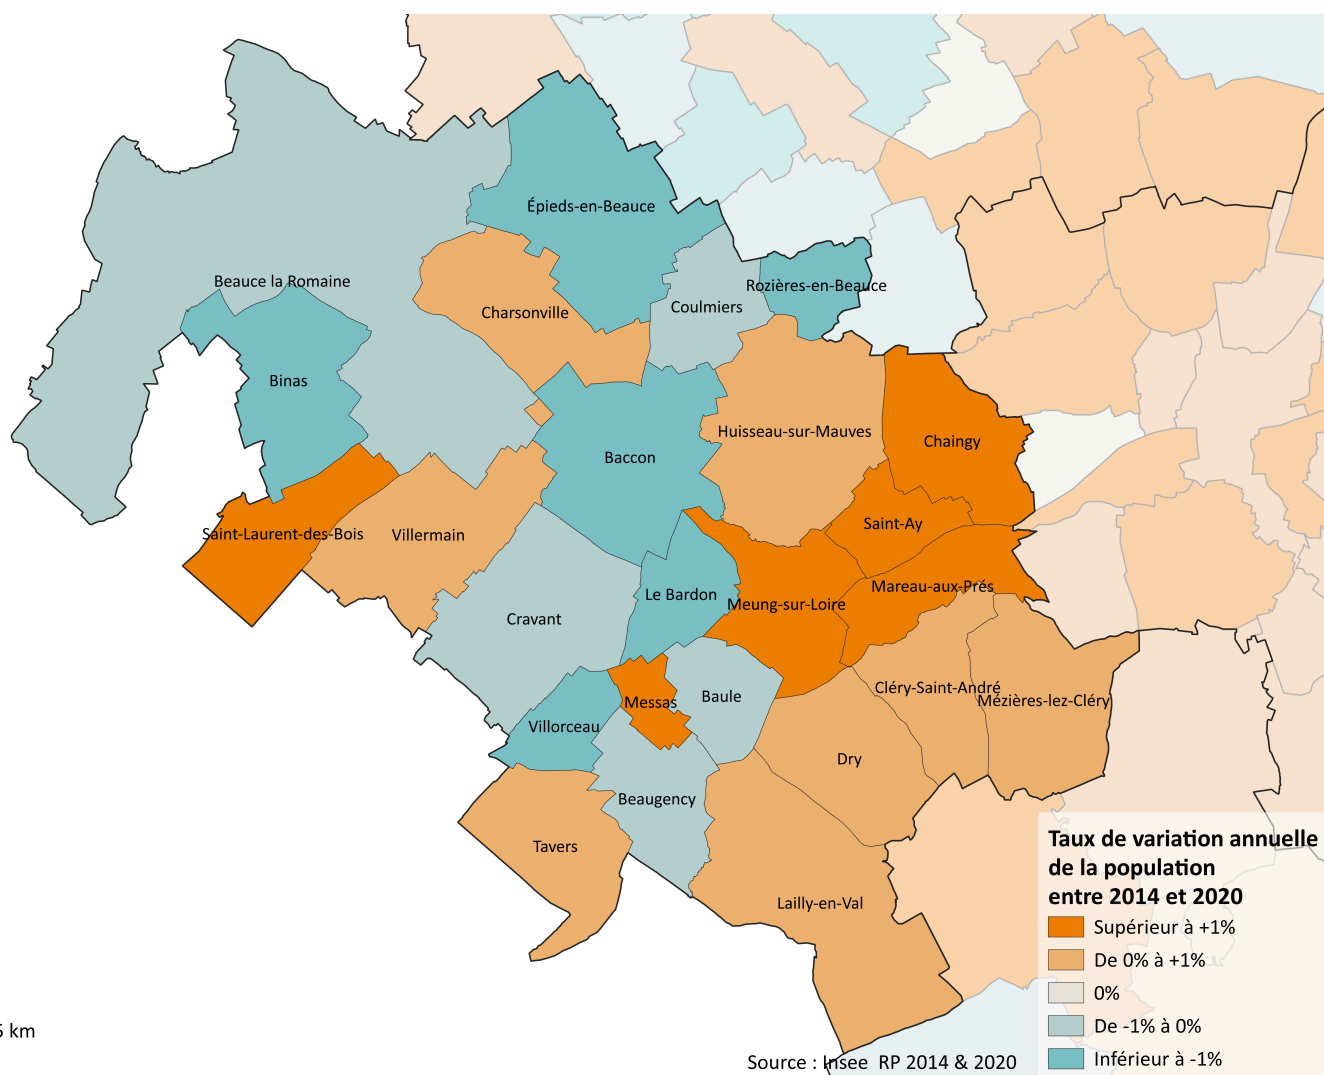 Épieds-en-Beauce
Beauce la Romaine
Rozières-en-Beauce
Coulmiers
Charsonville
Binas
Huisseau-sur-Mauves
Chaingy
Baccon
Saint-Ay
Saint-Laurent-des-Bois
Villermain
Mareau-aux-Prés
Le Bardon
Meung-sur-Loire
Cravant
Cléry-Saint-André
Baule
Mézières-lez-Cléry
Messas
Villorceau
Dry
Beaugency
Tavers
Lailly-en-Val
Taux de variation annuelle
de la population
entre 2014 et 2020
Supérieur à +1%
De 0% à +1%
0%
De -1% à 0%
Inférieur à -1%
km
Source : Insee RP 2014 & 2020